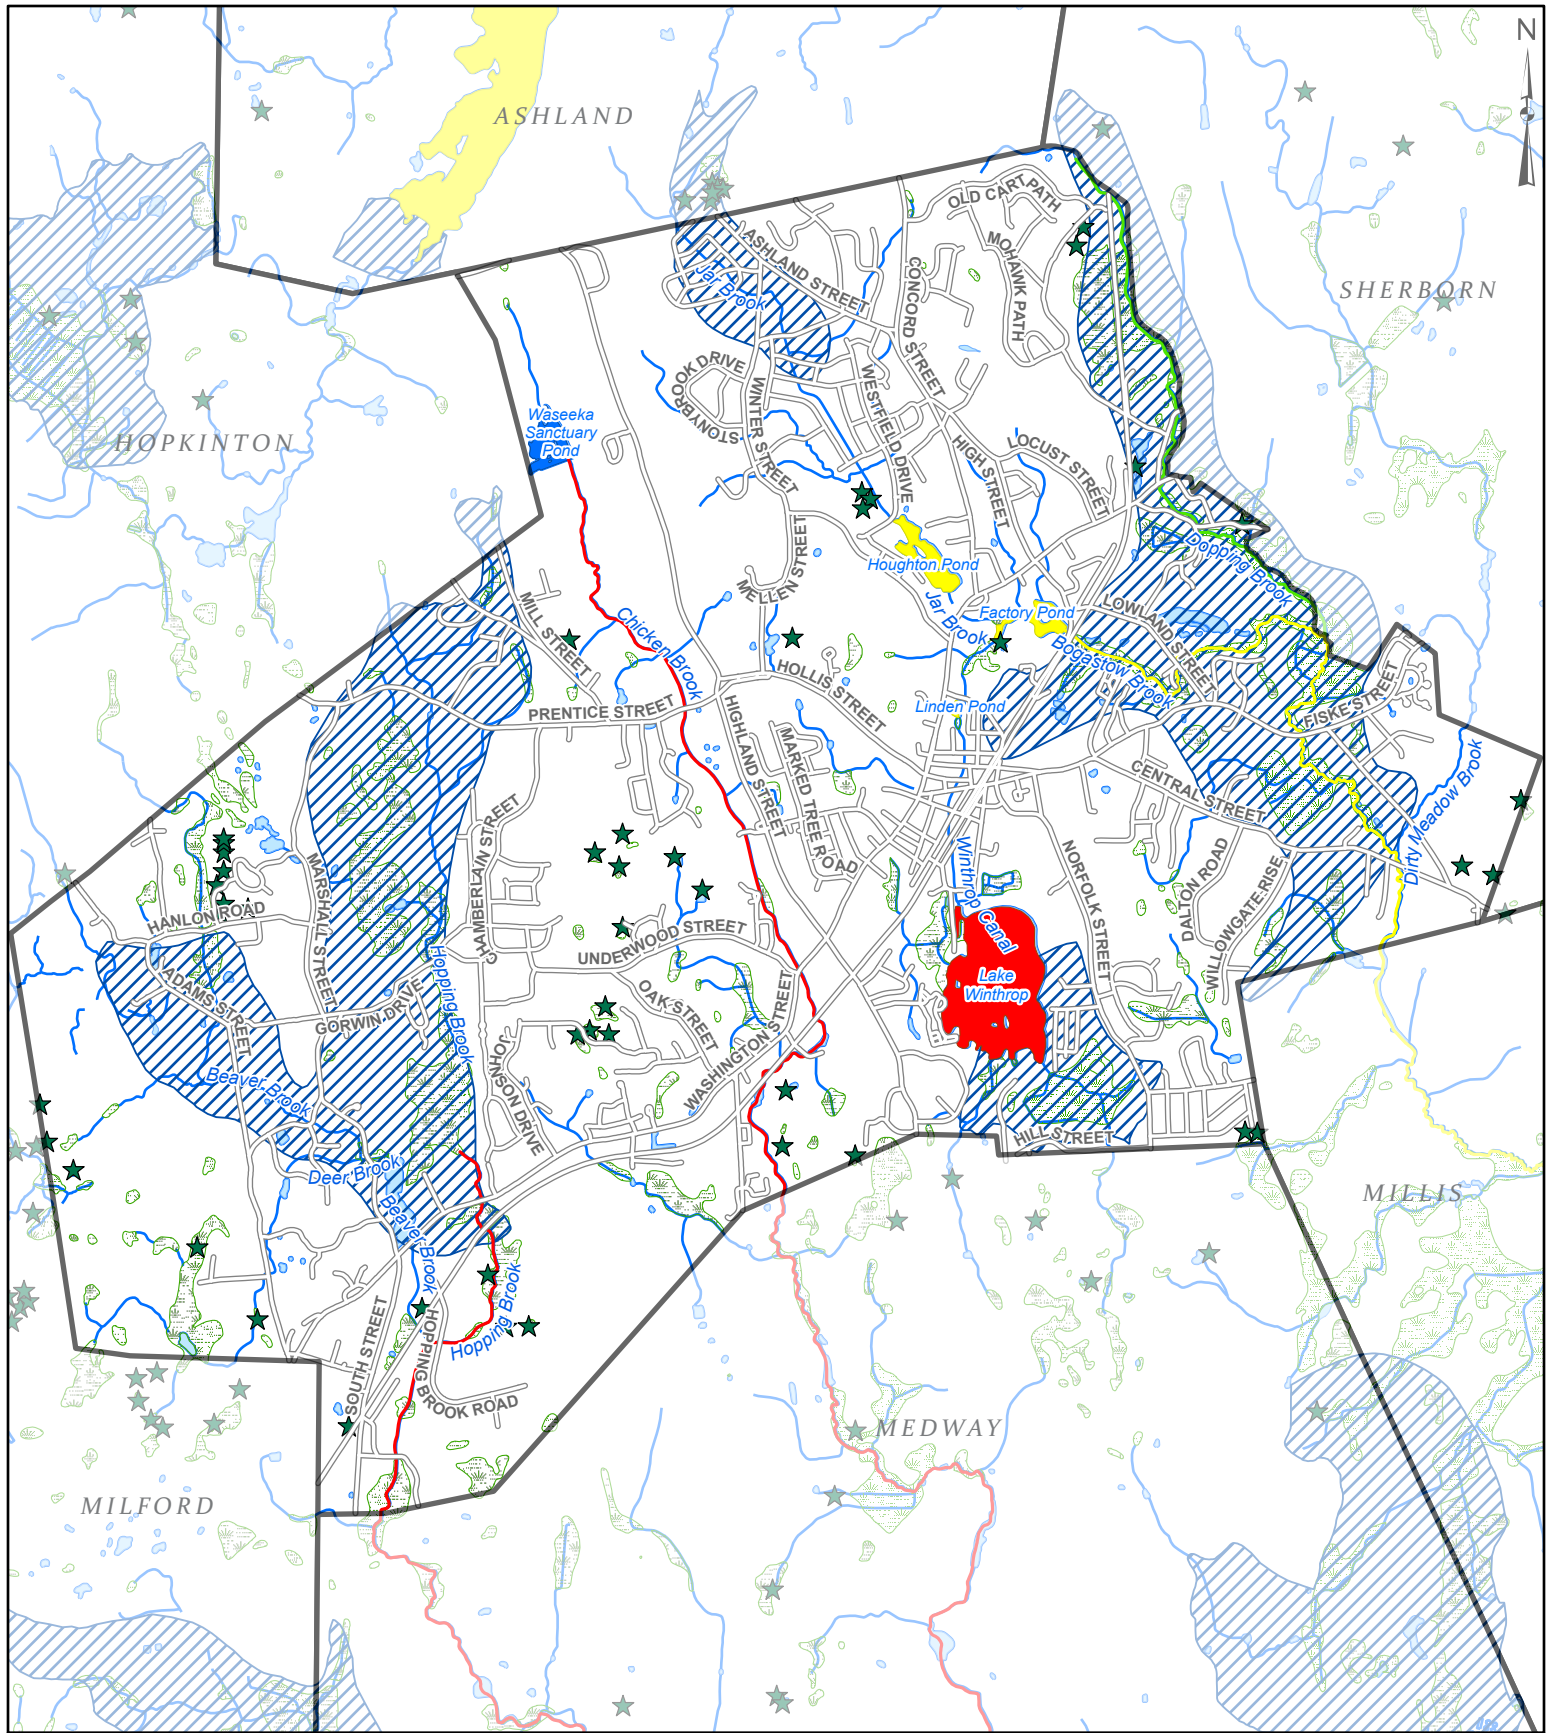 N
ASHLAND
SHERBORN
HOPKINTON
OLD CART PATH
ASHLAND STREET
MOHAWK PATH
CONCORD STREET
Jar Brook
STONYBROOK DRIVE
WINTER STREET
WESTFIELD DRIVE
Waseeka
Sanctuary
Pond
HIGH STREET
LOCUST STREET
MELLEN STREET
Houghton Pond
Dopping Brook
Jar Brook
Factory Pond
LOWLAND STREET
MILL STREET
Chicken Brook
Bogastow Brook
HOLLIS STREET
FISKE STREET
PRENTICE STREET
Linden Pond
HIGHLAND STREET
MARKED TREE ROAD
CENTRAL STREET
Dirty Meadow Brook
CHAMBERLAIN STREET
Winthrop Canal
NORFOLK STREET
DALTON ROAD
WILLOWGATE RISE
MARSHALL STREET
HANLON ROAD
UNDERWOOD STREET
Lake
Winthrop
ADAMS STREET
GORWIN DRIVE
Hopping Brook
OAK STREET
WASHINGTON STREET
JOHNSON DRIVE
Beaver Brook
HILL STREET
Deer Brook
MILLIS
Beaver Brook
Hopping Brook
SOUTH STREET
HOPPING BROOK ROAD
MEDWAY
MILFORD